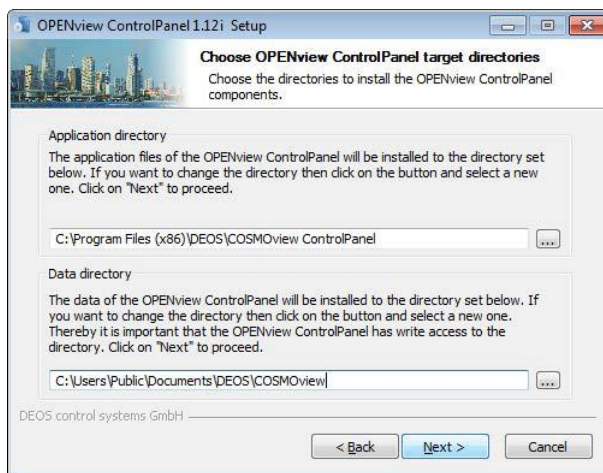 OPENview ControlPanel 1.12i Setup
Choose OPENview ControlPanel target directories
Choose the directories to install the OPENview ControlPanel
components.
Application directory
The application files of the OPENview ControlPanel will be installed to the directory set
below. If you want to change the directory then click on the button and select a new
one. Click on "Next" to proceed.
C:\Program Files (x86)\DEOS\COSMOview ControlPanel
...
Data directory
The data of the OPENview ControlPanel will be installed to the directory set below. If
you want to change the directory then click on the button and select a new one.
Thereby it is important that the OPENview ControlPanel has write access to the
directory. Click on "Next" to proceed.
C:\Users\Public\Documents\DEOS\COSMOview
...
DEOS control systems GmbH
< Back
Next >
Cancel